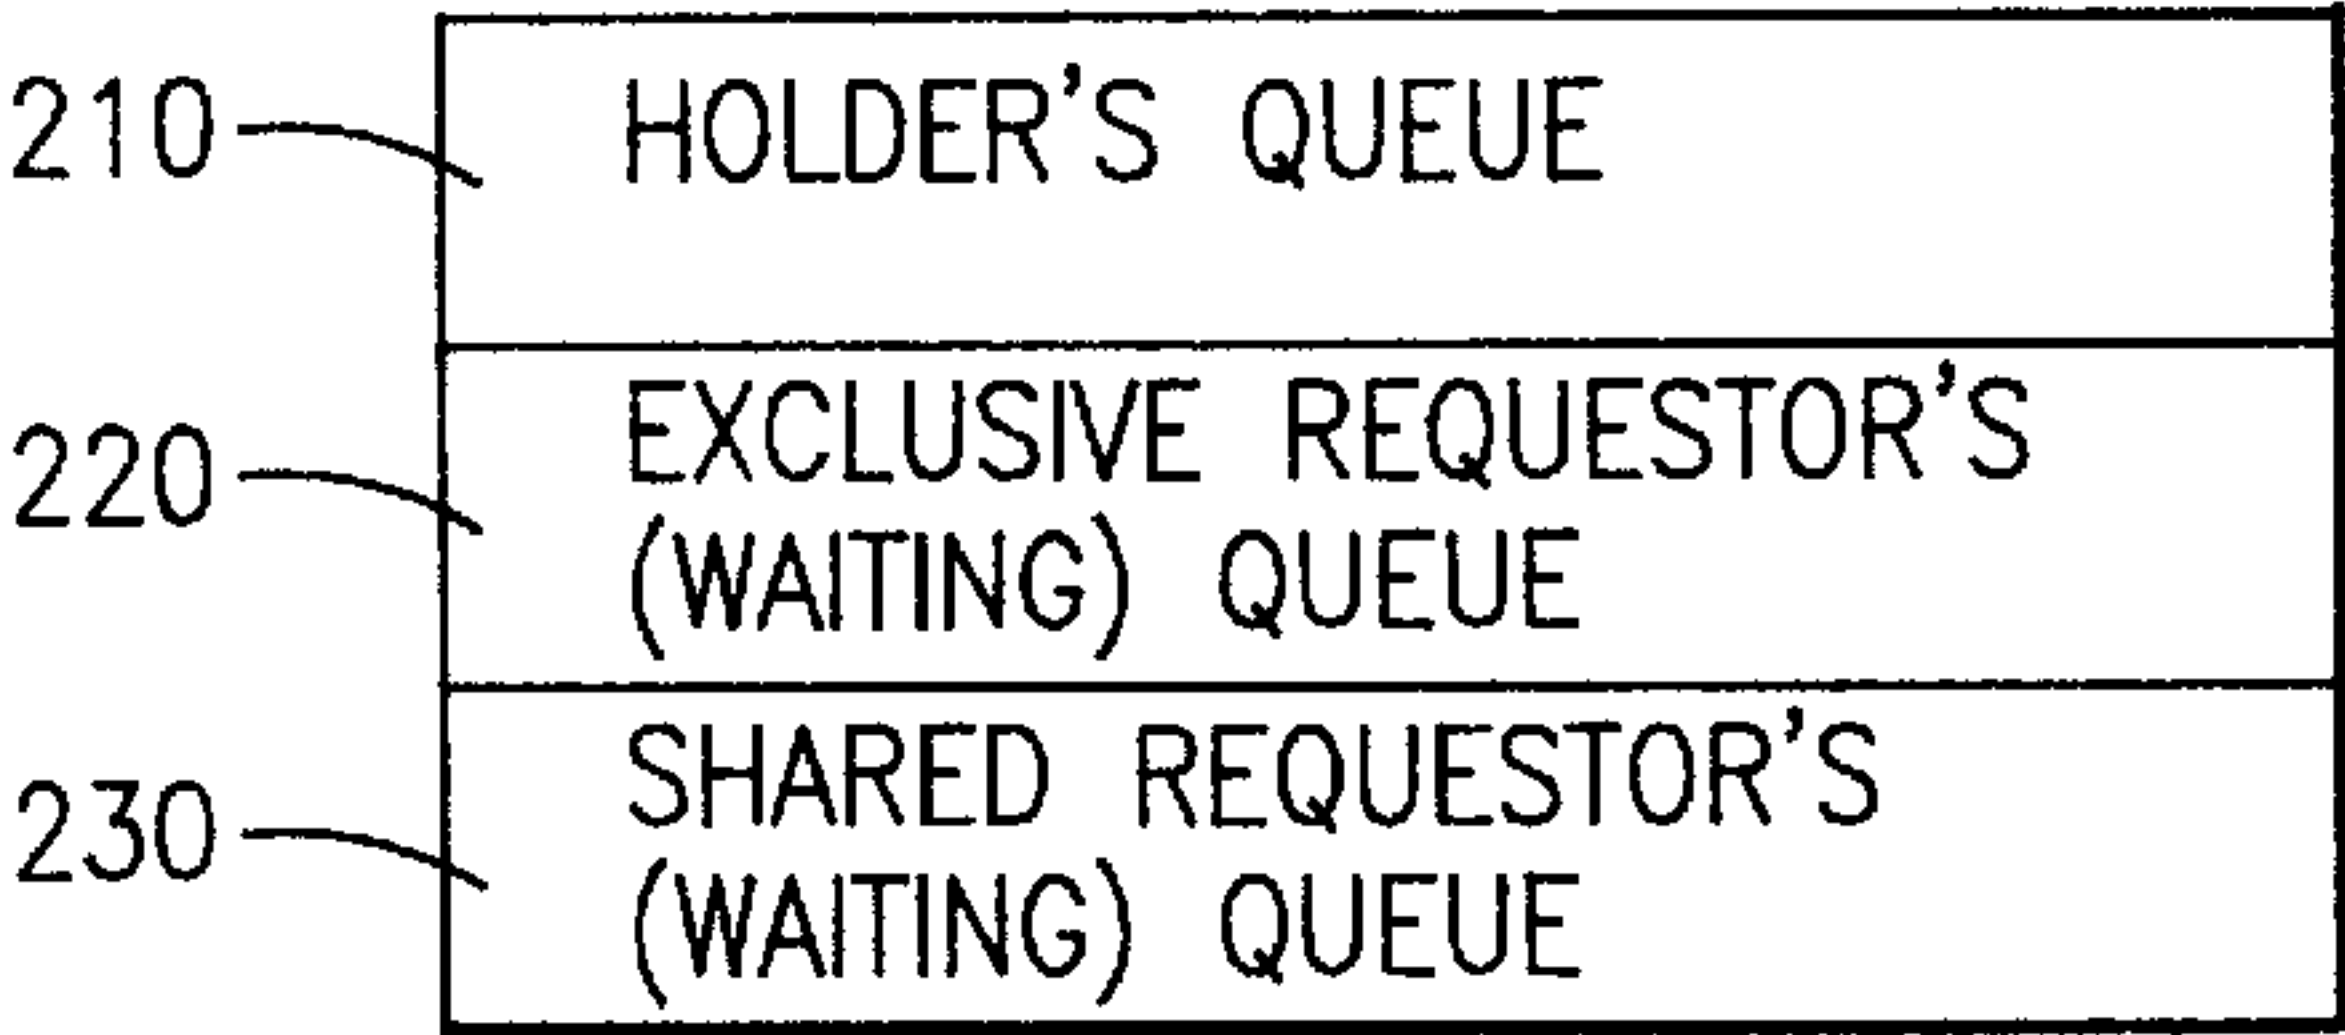 210 HOLDER'S QUEUE
EXCLUSIVE REQUESTOR'S
220
(WAITING) QUEUE
SHARED REQUESTOR'S
230
(WAITING) QUEUE